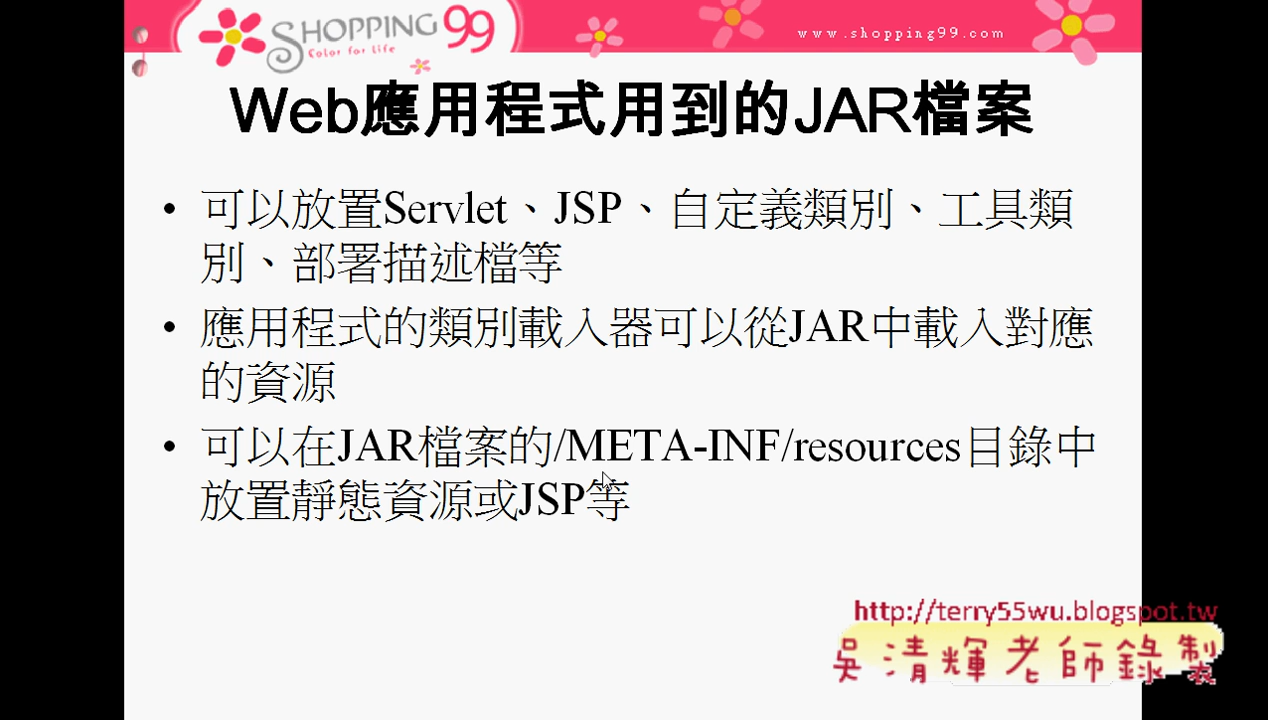 SHOPPING 99
Color for Life
www.shopping99.com
Web應用程式用到的JAR檔案
• 可以放置Servlet、JSP、自定義類別、工具類
別、部署描述檔等
• 應用程式的類別載入器可以從JAR中載入對應
的資源
• 可以在JAR檔案的/META-INF/resources目錄中
放置靜態資源或JSP等
http://terry55wu.blogspot.tw
吳清輝老師錄製